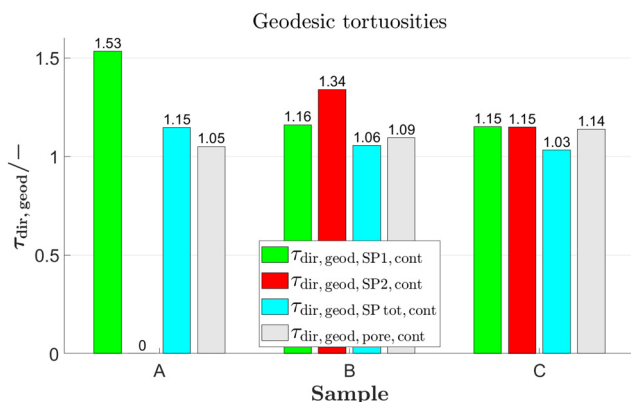 Geodesic tortuosities
τdir,geod/−
1.5
1
0.5
0
1.53
0
1.15
1.05
1.16
1.34
1.06
1.09
1.15
1.15
1.03
1.14
τdir,geod,SP1,cont
τdir,geod,SP2,cont
τdir,geod,SP tot,cont
τdir,geod,pore,cont
A B C
Sample